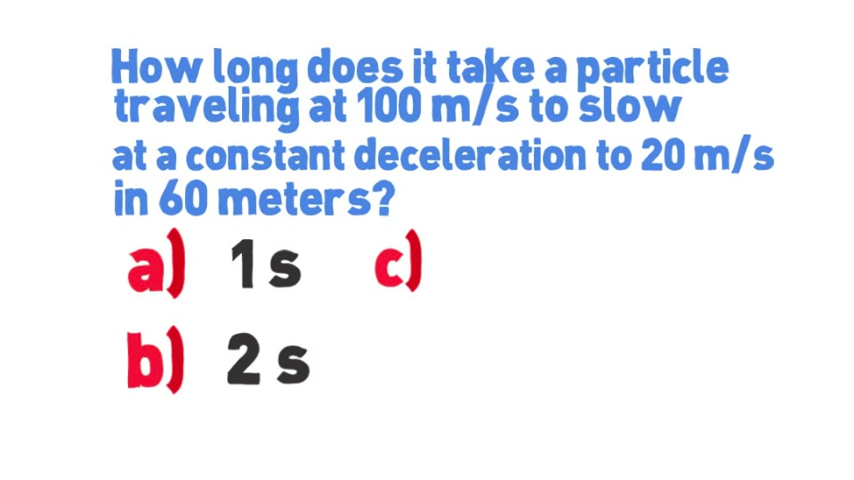 How long does it take a particle
traveling at 100 m/s to slow
at a constant deceleration to 20 m/s
in 60 meters?
a) 1 s c)
b) 2 s